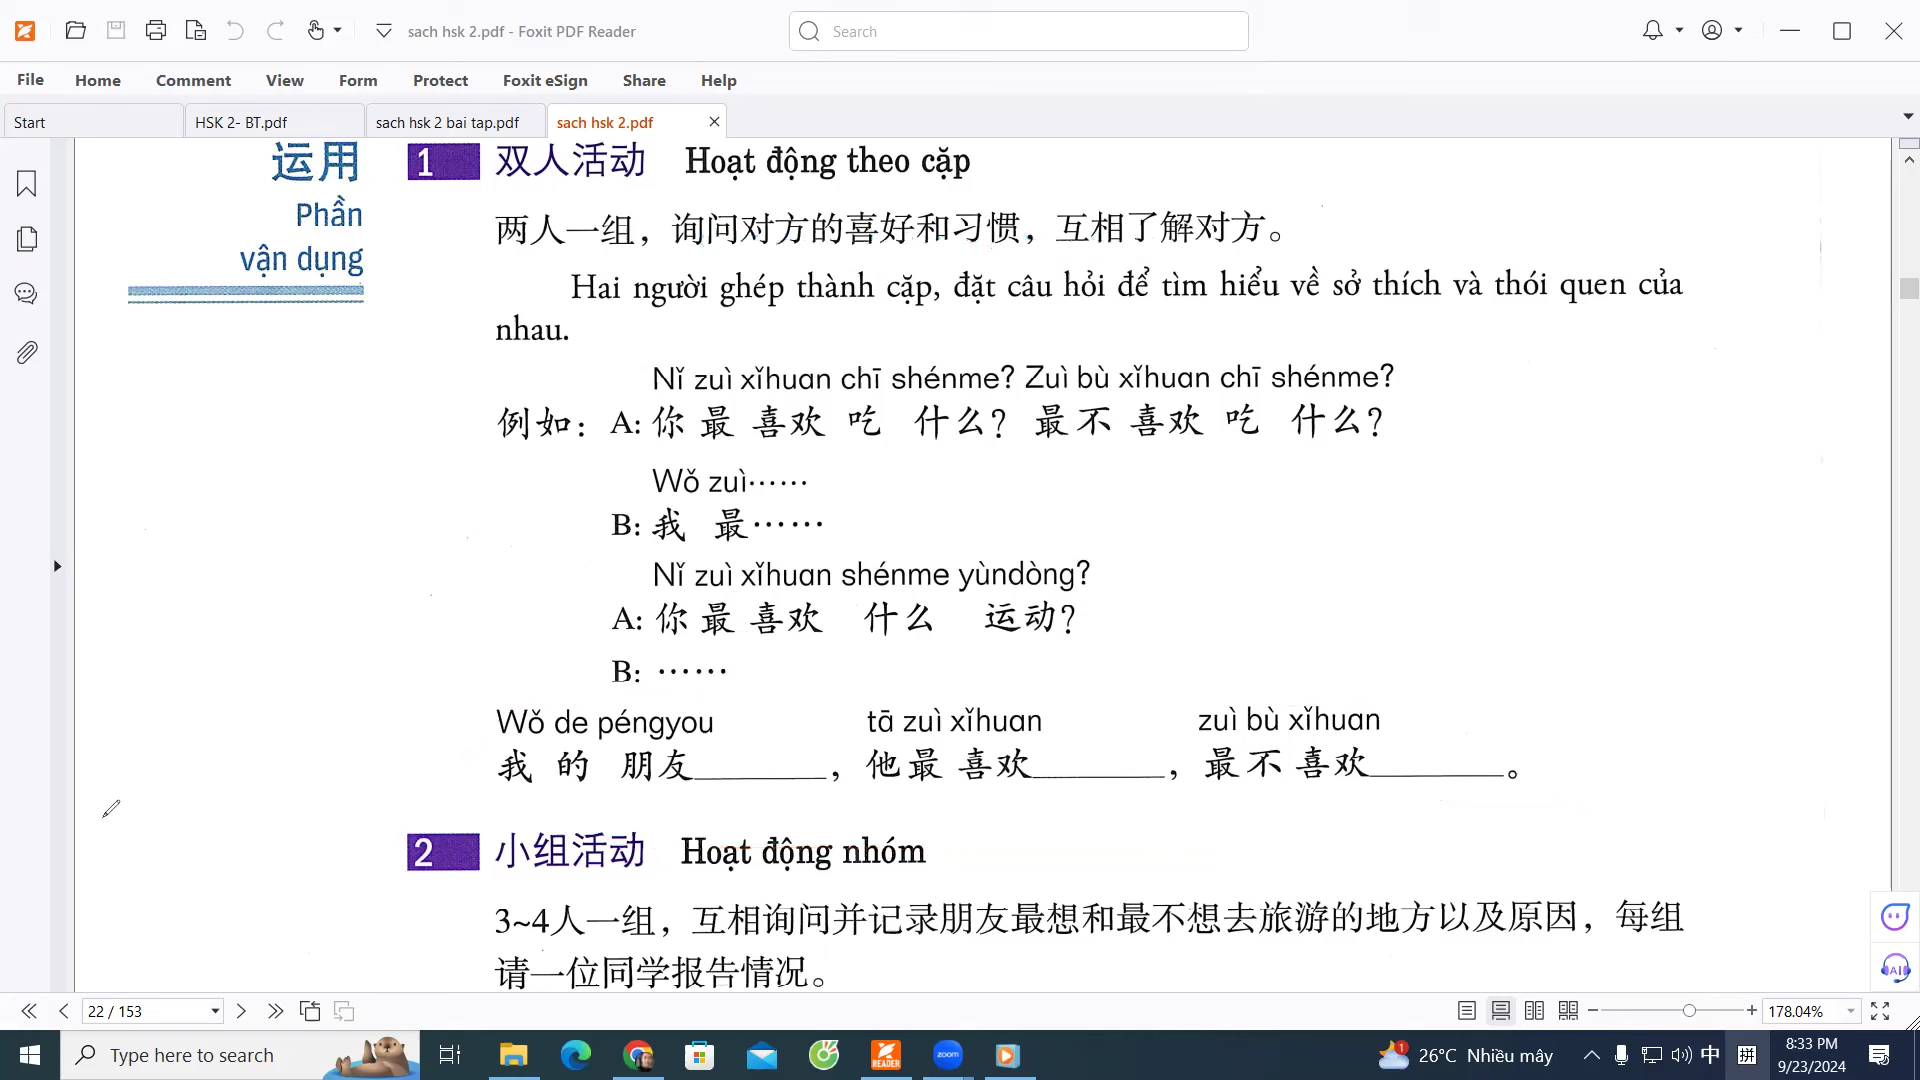 sach hsk 2.pdf - Foxit PDF Reader
Search
File Home Comment View Form Protect Foxit eSign Share Help
Start HSK 2- BT.pdf sach hsk 2 bai tap.pdf sach hsk 2.pdf
运用
Phần
vận dụng
1 双人活动 Hoạt động theo cặp
两人一组，询问对方的喜好和习惯，互相了解对方。
Hai người ghép thành cặp, đặt câu hỏi để tìm hiểu về sở thích và thói quen của
nhau.
Nǐ zuì xǐhuan chī shénme? Zuì bù xǐhuan chī shénme?
例如：A: 你 最 喜欢 吃 什么？ 最 不 喜欢 吃 什么？
Wǒ zuì······
B: 我 最······
Nǐ zuì xǐhuan shénme yùndòng?
A: 你 最 喜欢 什么 运动？
B: ······
Wǒ de péngyou tā zuì xǐhuan zuì bù xǐhuan
我 的 朋友________，他 最 喜欢________，最 不 喜欢________。
2 小组活动 Hoạt động nhóm
3~4人一组，互相询问并记录朋友最想和最不想去旅游的地方以及原因，每组
请一位同学报告情况。
AI
22 / 153
178.04%
Type here to search
READER
zoom
1
26°C Nhiều mây
中
拼
8:33 PM
9/23/2024